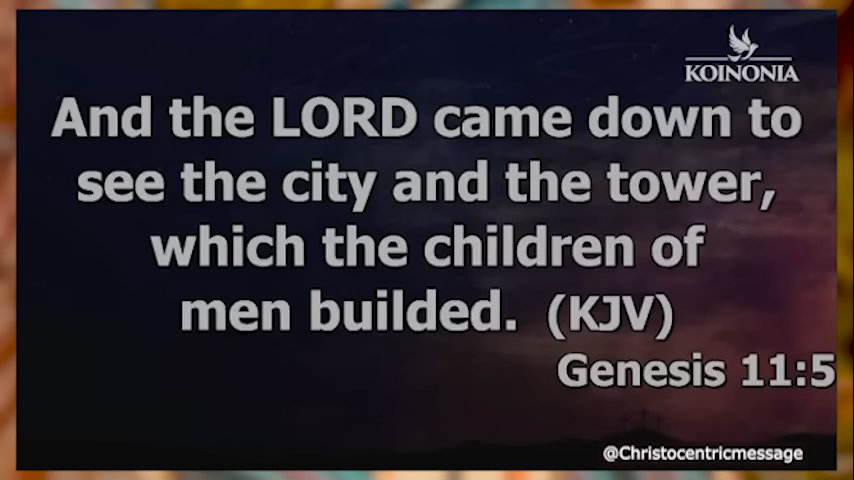 KOINONIA
And the LORD came down to
see the city and the tower,
which the children of
men builded. (KJV)
Genesis 11:5
@Christocentricmessage